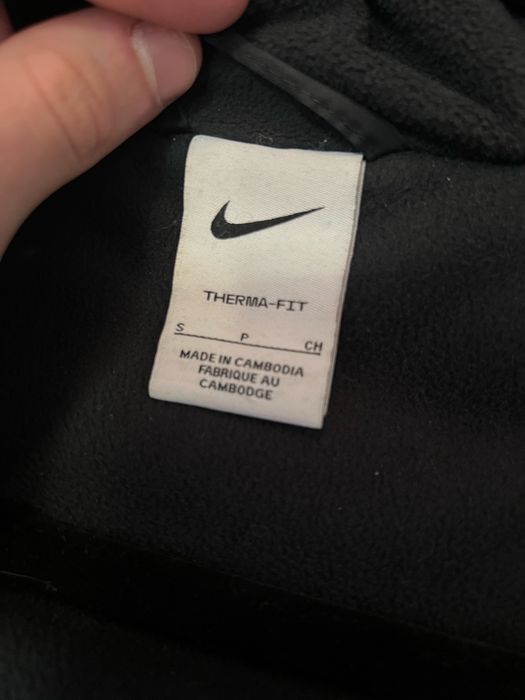 THERMA-FIT
S P CH
MADE IN CAMBODIA
FABRIQUE AU
CAMBODGE